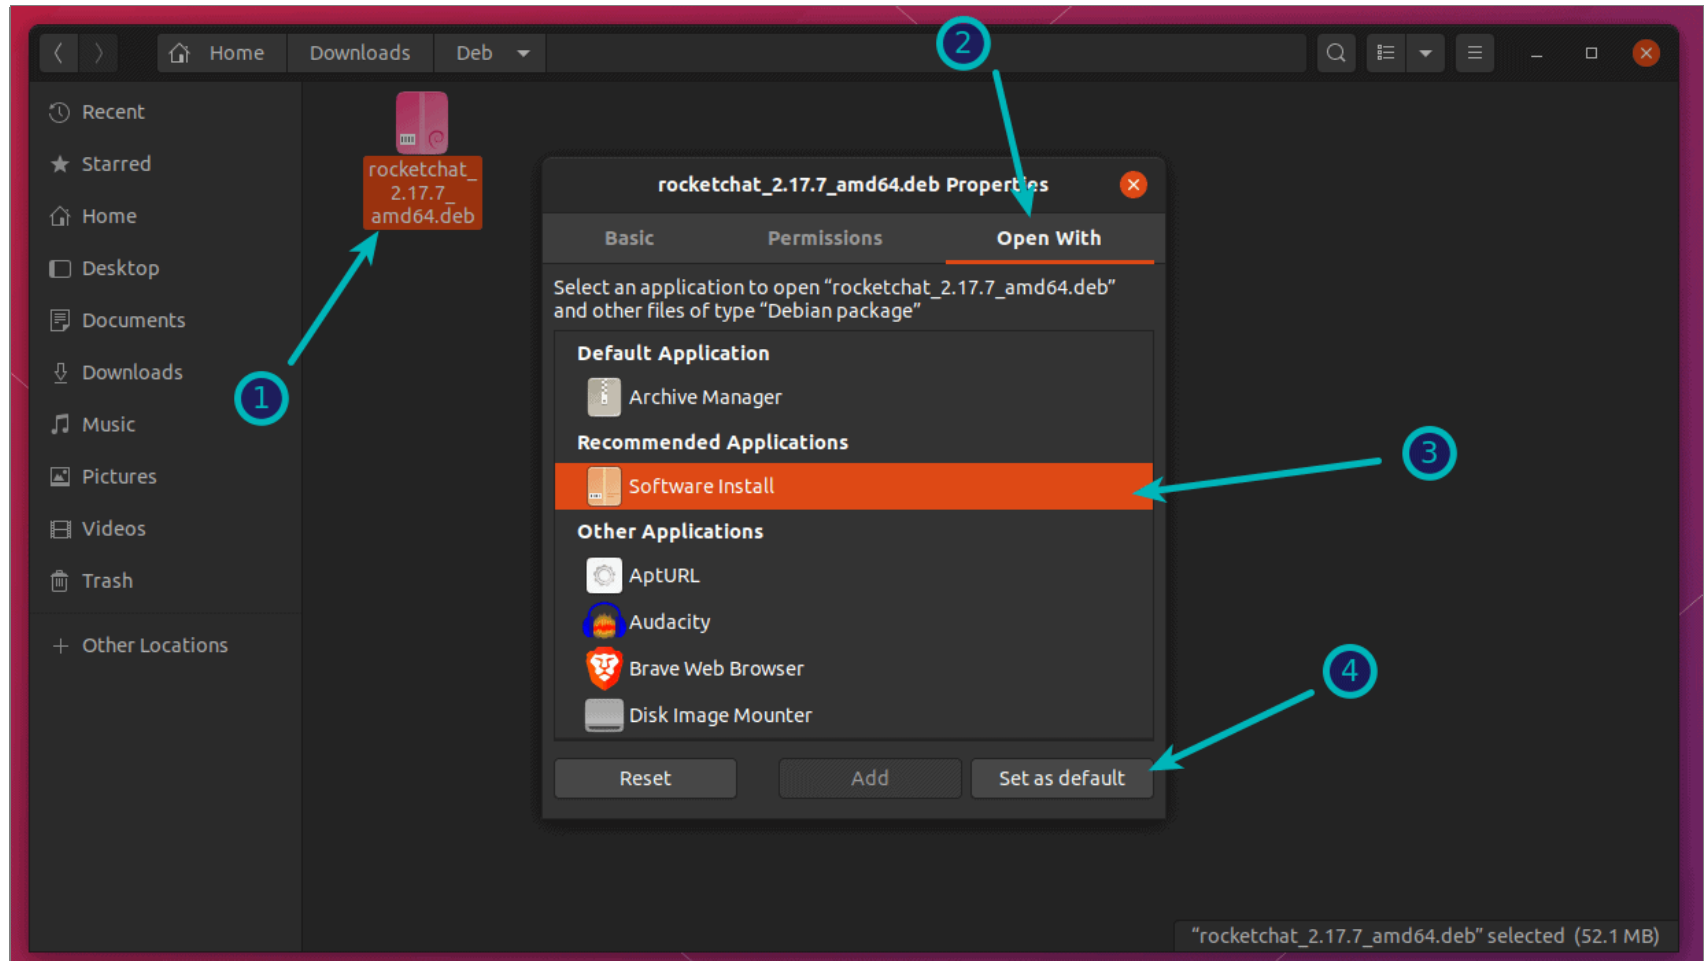 Home
Downloads
Deb
2
Recent
Starred
Home
Desktop
Documents
Downloads
Music
Pictures
Videos
Trash
Other Locations
rocketchat_
2.17.7_
amd64.deb
1
rocketchat_2.17.7_amd64.deb Properties
Basic
Permissions
Open With
Select an application to open “rocketchat_2.17.7_amd64.deb”
and other files of type “Debian package”
Default Application
Archive Manager
Recommended Applications
Software Install
3
Other Applications
AptURL
Audacity
Brave Web Browser
Disk Image Mounter
4
Reset
Add
Set as default
“rocketchat_2.17.7_amd64.deb” selected (52.1 MB)